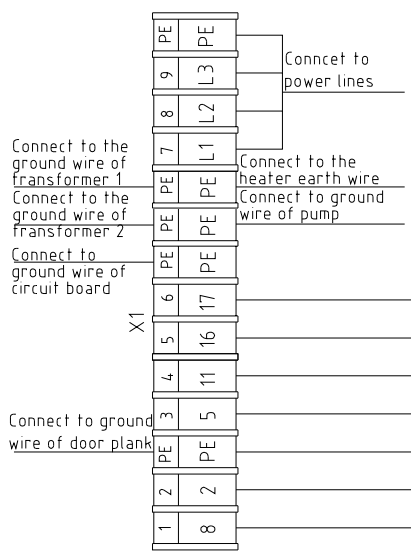 PE PE
9 L3
8 L2
7 L1
PE PE
PE PE
PE PE
6 17
5 16
4 11
3 5
PE PE
2 2
1 8
X1
Conncet to
power lines
Connect to the
ground wire of
fransformer 1
Connect to the
ground wire of
transformer 2
Connect to
ground wire of
circuit board
Connect to the
heater earth wire
Connect to ground
wire of pump
Connect to ground
wire of door plank